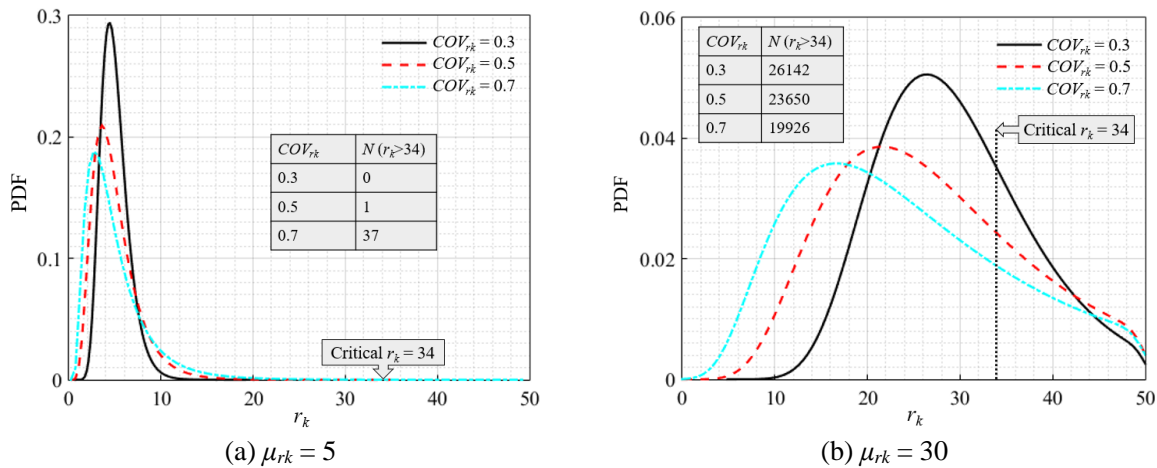 0.3
0.2
0.1
0
PDF
0 10 20 30 40 50
r_k
COV_rk = 0.3
COV_rk = 0.5
COV_rk = 0.7
COV_rk N (r_k>34)
0.3 0
0.5 1
0.7 37
Critical r_k = 34
(a) μ_rk = 5
0.06
0.04
0.02
0
PDF
0 10 20 30 40 50
r_k
COV_rk N (r_k>34)
0.3 26142
0.5 23650
0.7 19926
COV_rk = 0.3
COV_rk = 0.5
COV_rk = 0.7
Critical r_k = 34
(b) μ_rk = 30